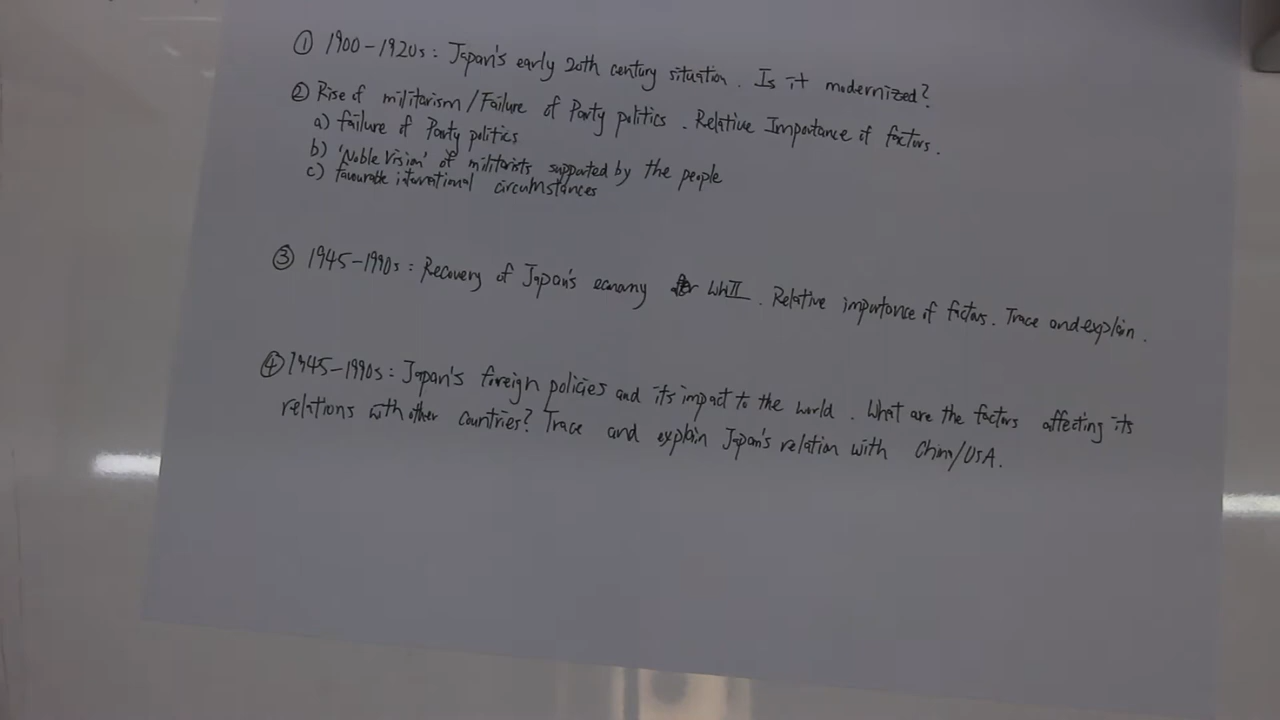 ① 1900-1920s: Japan's early 20th century situation. Is it modernized?
② Rise of militarism/Failure of Party politics. Relative Importance of factors.
a) failure of Party politics
b) 'Noble Vision' of militarists supported by the people
c) favourable international circumstances
③ 1945-1990s: Recovery of Japan's economy after WWII. Relative importance of factors. Trace and explain.
④ 1945-1990s: Japan's foreign policies and its impact to the world. What are the factors affecting its
relations with other countries? Trace and explain Japan's relation with China/USA.